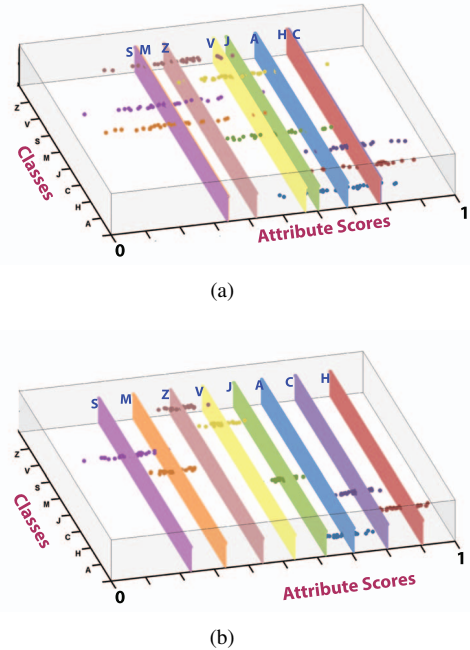 S M Z V J A H C
Z
V
S
M
J
C
H
A
Classes
0
Attribute Scores
1
(a)
S M Z V J A C H
Z
V
S
M
J
C
H
A
Classes
0
Attribute Scores
1
(b)